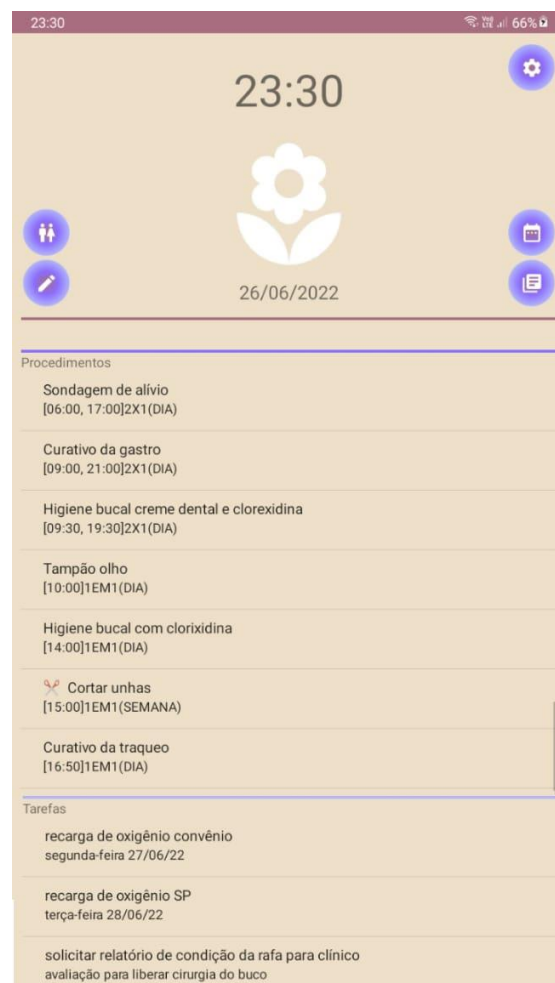 23:30
Vo)) LTE 66%
23:30
26/06/2022
Procedimentos
Sondagem de alívio
[06:00, 17:00]2X1(DIA)
Curativo da gastro
[09:00, 21:00]2X1(DIA)
Higiene bucal creme dental e clorexidina
[09:30, 19:30]2X1(DIA)
Tampão olho
[10:00]1EM1(DIA)
Higiene bucal com clorixidina
[14:00]1EM1(DIA)
Cortar unhas
[15:00]1EM1(SEMANA)
Curativo da traqueo
[16:50]1EM1(DIA)
Tarefas
recarga de oxigênio convênio
segunda-feira 27/06/22
recarga de oxigênio SP
terça-feira 28/06/22
solicitar relatório de condição da rafa para clínico
avaliação para liberar cirurgia do buco